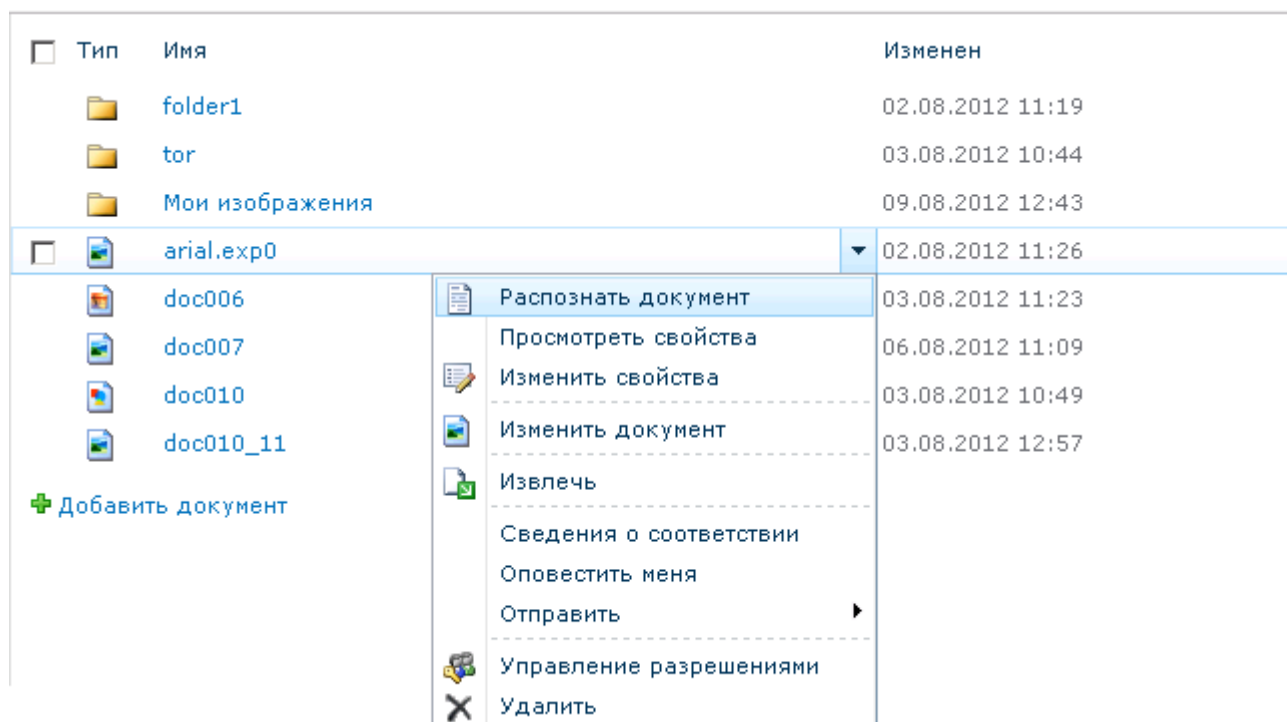 Тип Имя Изменен
folder1 02.08.2012 11:19
tor 03.08.2012 10:44
Мои изображения 09.08.2012 12:43
arial.exp0 02.08.2012 11:26
doc006 Распознать документ 03.08.2012 11:23
Просмотреть свойства
doc007 06.08.2012 11:09
Изменить свойства
doc010 03.08.2012 10:49
Изменить документ
doc010_11 03.08.2012 12:57
Извлечь
Добавить документ
Сведения о соответствии
Оповестить меня
Отправить
Управление разрешениями
Удалить